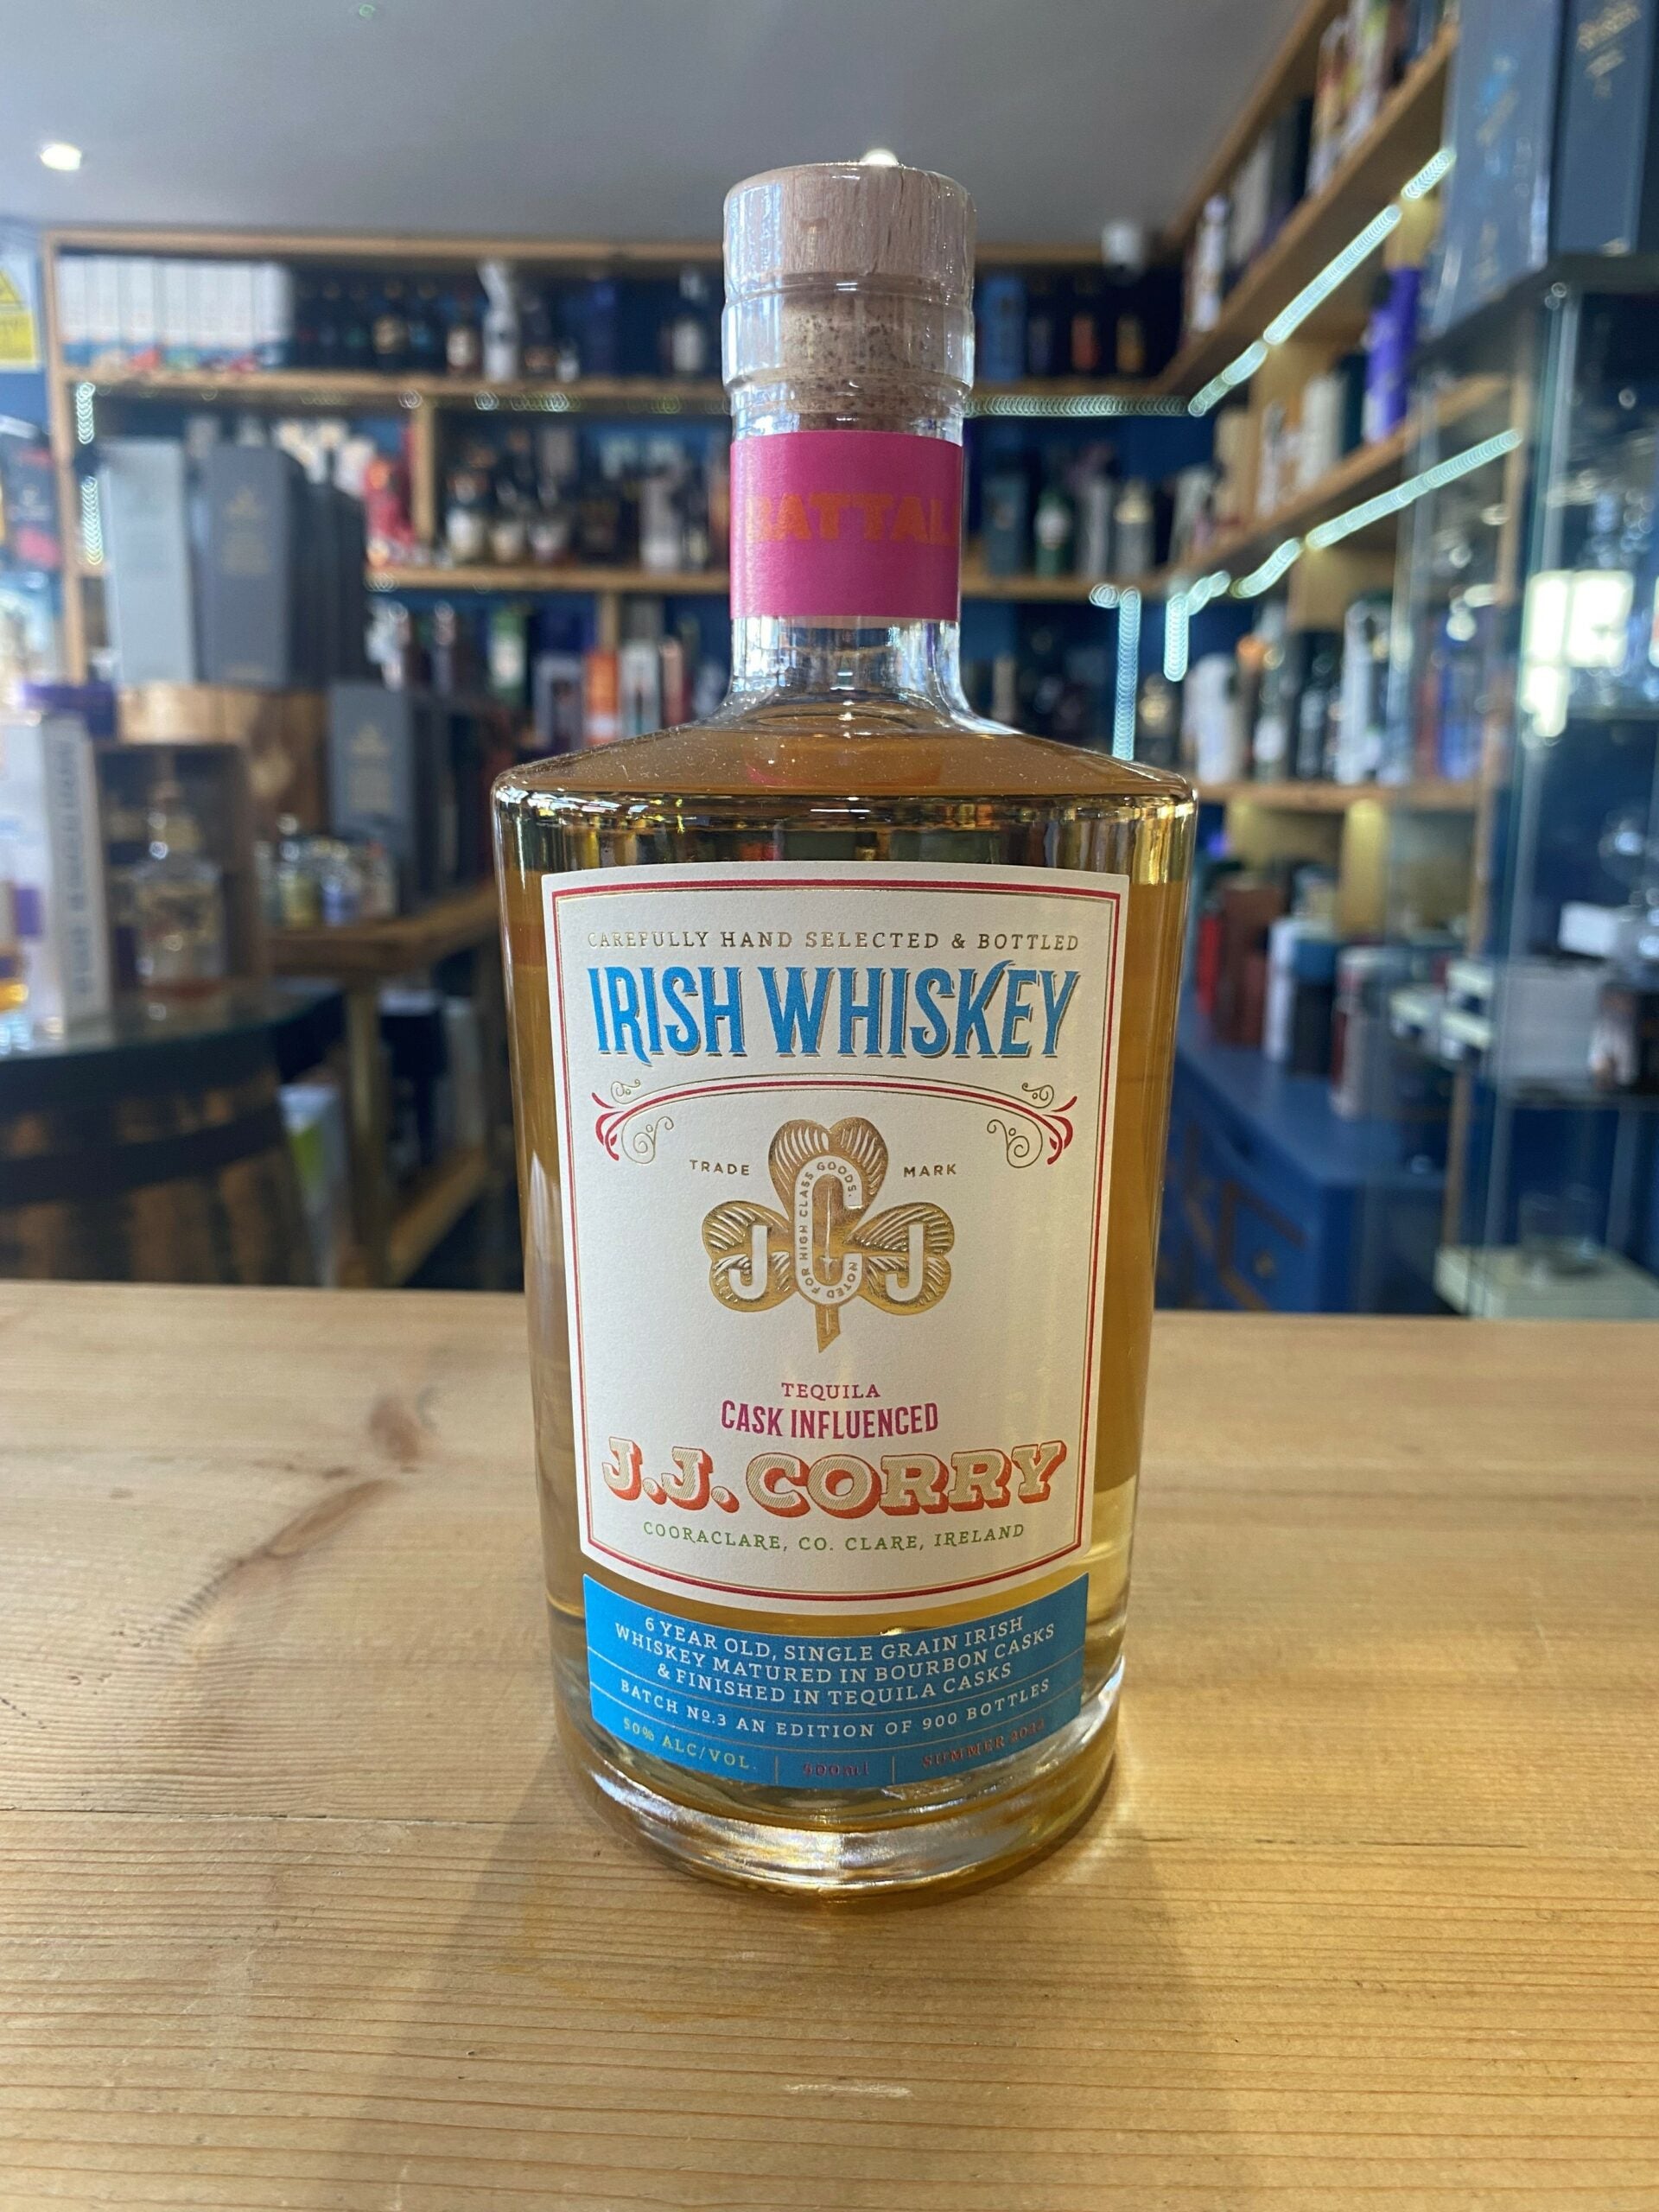 BATTAL
CAREFULLY HAND SELECTED & BOTTLED
IRISH WHISKEY
TRADE MARK
NOTED FOR HIGH CLASS GOODS.
J C J
TEQUILA
CASK INFLUENCED
J.J. CORRY
COORACLARE, CO. CLARE, IRELAND
6 YEAR OLD, SINGLE GRAIN IRISH
WHISKEY MATURED IN BOURBON CASKS
& FINISHED IN TEQUILA CASKS
BATCH Nº.3 AN EDITION OF 900 BOTTLES
50% ALC/VOL. 500ml SUMMER